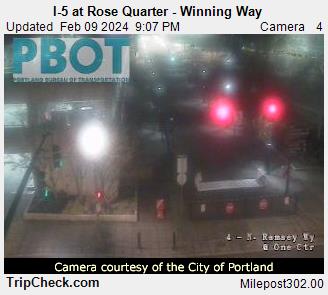 I-5 at Rose Quarter - Winning Way
Updated Feb 09 2024 9:07 PM Camera 4
PBOT
PORTLAND BUREAU OF TRANSPORTATION
4 - N. Ramsey Wy
@ One Ctr
Camera courtesy of the City of Portland
TripCheck.com Milepost302.00